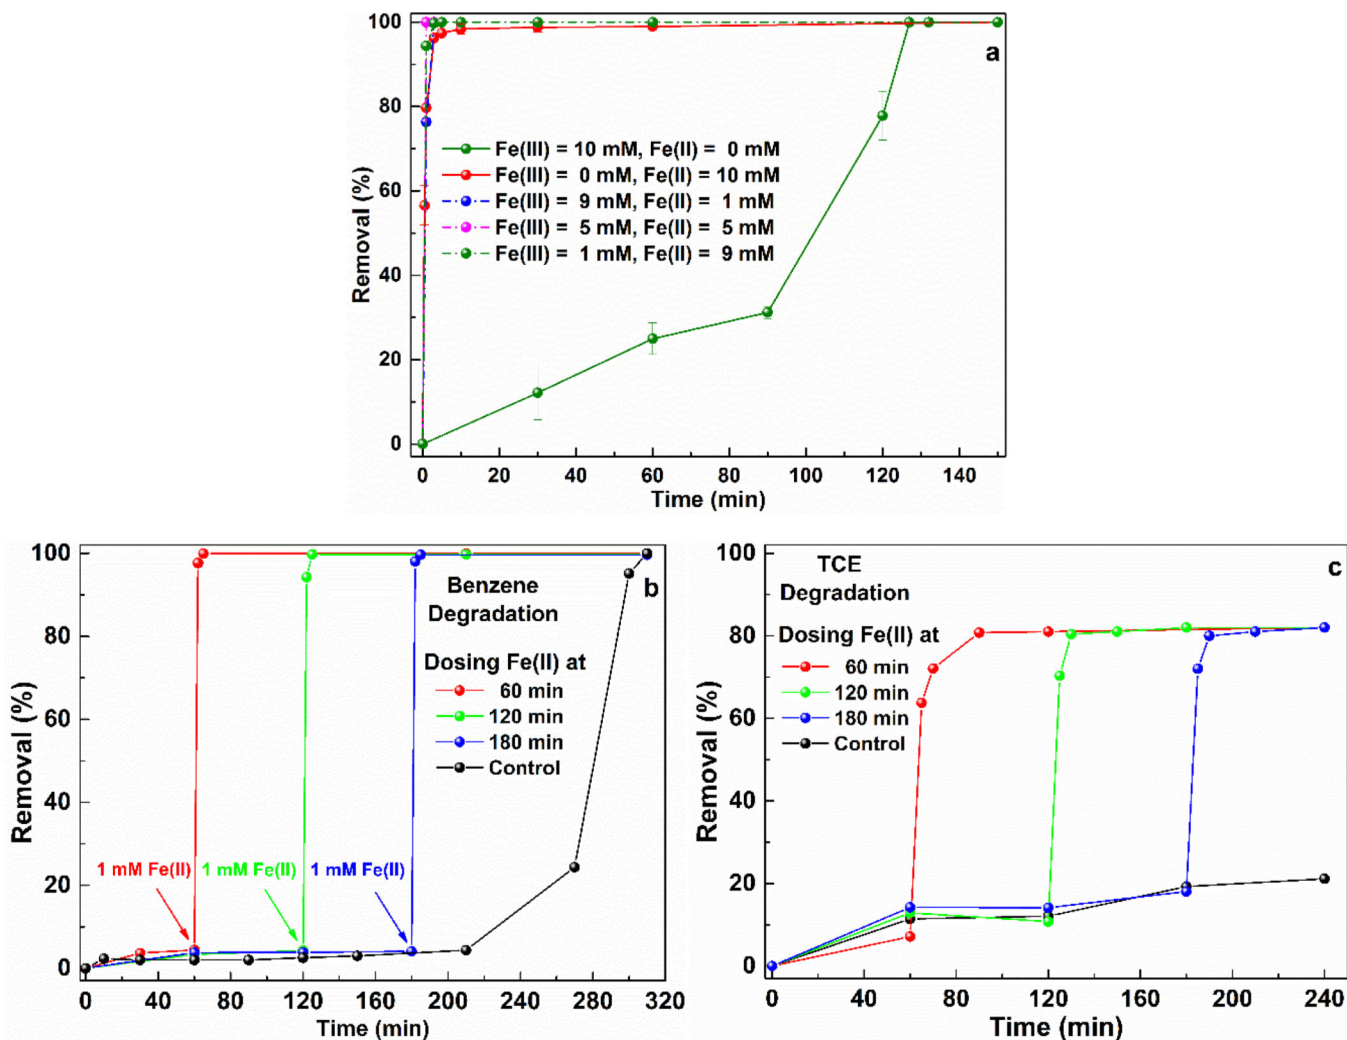 100
80
60
40
20
0
Removal (%)
a
Fe(III) = 10 mM, Fe(II) = 0 mM
Fe(III) = 0 mM, Fe(II) = 10 mM
Fe(III) = 9 mM, Fe(II) = 1 mM
Fe(III) = 5 mM, Fe(II) = 5 mM
Fe(III) = 1 mM, Fe(II) = 9 mM
0 20 40 60 80 100 120 140
Time (min)
100
80
60
40
20
0
Removal (%)
Benzene
Degradation
b
Dosing Fe(II) at
60 min
120 min
180 min
Control
1 mM Fe(II)
1 mM Fe(II)
1 mM Fe(II)
0 40 80 120 160 200 240 280 320
Time (min)
100
80
60
40
20
0
Removal (%)
TCE
Degradation
c
Dosing Fe(II) at
60 min
120 min
180 min
Control
0 40 80 120 160 200 240
Time (min)